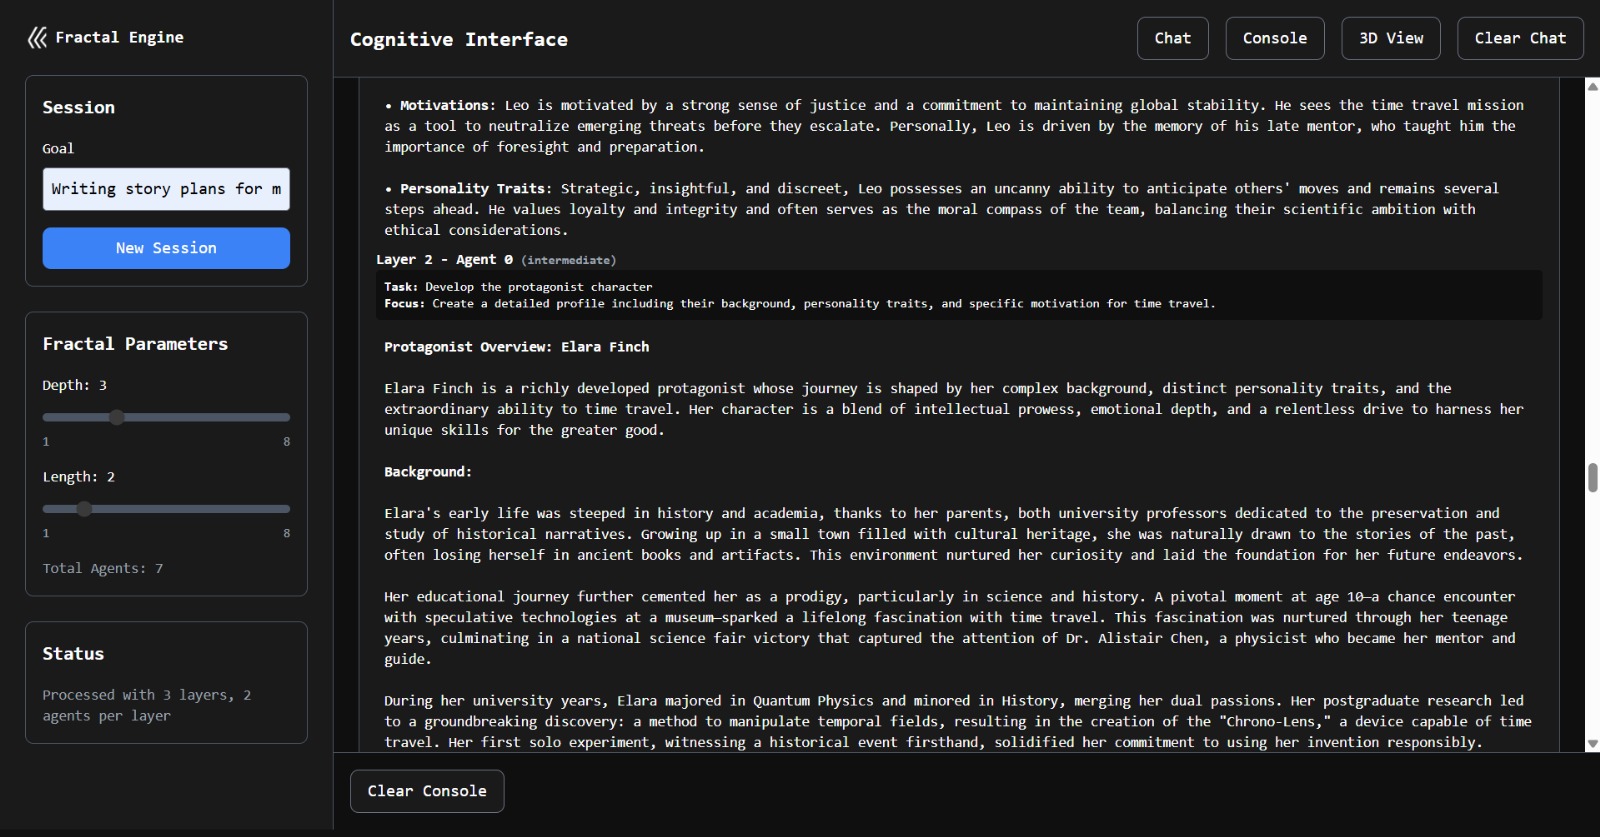 Fractal Engine
Session
Goal
Writing story plans for m
New Session
Fractal Parameters
Depth: 3
1 8
Length: 2
1 8
Total Agents: 7
Status
Processed with 3 layers, 2
agents per layer
Cognitive Interface
Chat
Console
3D View
Clear Chat
• Motivations: Leo is motivated by a strong sense of justice and a commitment to maintaining global stability. He sees the time travel mission
as a tool to neutralize emerging threats before they escalate. Personally, Leo is driven by the memory of his late mentor, who taught him the
importance of foresight and preparation.
• Personality Traits: Strategic, insightful, and discreet, Leo possesses an uncanny ability to anticipate others' moves and remains several
steps ahead. He values loyalty and integrity and often serves as the moral compass of the team, balancing their scientific ambition with
ethical considerations.
Layer 2 - Agent 0 (intermediate)
Task: Develop the protagonist character
Focus: Create a detailed profile including their background, personality traits, and specific motivation for time travel.
Protagonist Overview: Elara Finch
Elara Finch is a richly developed protagonist whose journey is shaped by her complex background, distinct personality traits, and the
extraordinary ability to time travel. Her character is a blend of intellectual prowess, emotional depth, and a relentless drive to harness her
unique skills for the greater good.
Background:
Elara's early life was steeped in history and academia, thanks to her parents, both university professors dedicated to the preservation and
study of historical narratives. Growing up in a small town filled with cultural heritage, she was naturally drawn to the stories of the past,
often losing herself in ancient books and artifacts. This environment nurtured her curiosity and laid the foundation for her future endeavors.
Her educational journey further cemented her as a prodigy, particularly in science and history. A pivotal moment at age 10—a chance encounter
with speculative technologies at a museum—sparked a lifelong fascination with time travel. This fascination was nurtured through her teenage
years, culminating in a national science fair victory that captured the attention of Dr. Alistair Chen, a physicist who became her mentor and
guide.
During her university years, Elara majored in Quantum Physics and minored in History, merging her dual passions. Her postgraduate research led
to a groundbreaking discovery: a method to manipulate temporal fields, resulting in the creation of the "Chrono-Lens," a device capable of time
travel. Her first solo experiment, witnessing a historical event firsthand, solidified her commitment to using her invention responsibly.
Clear Console